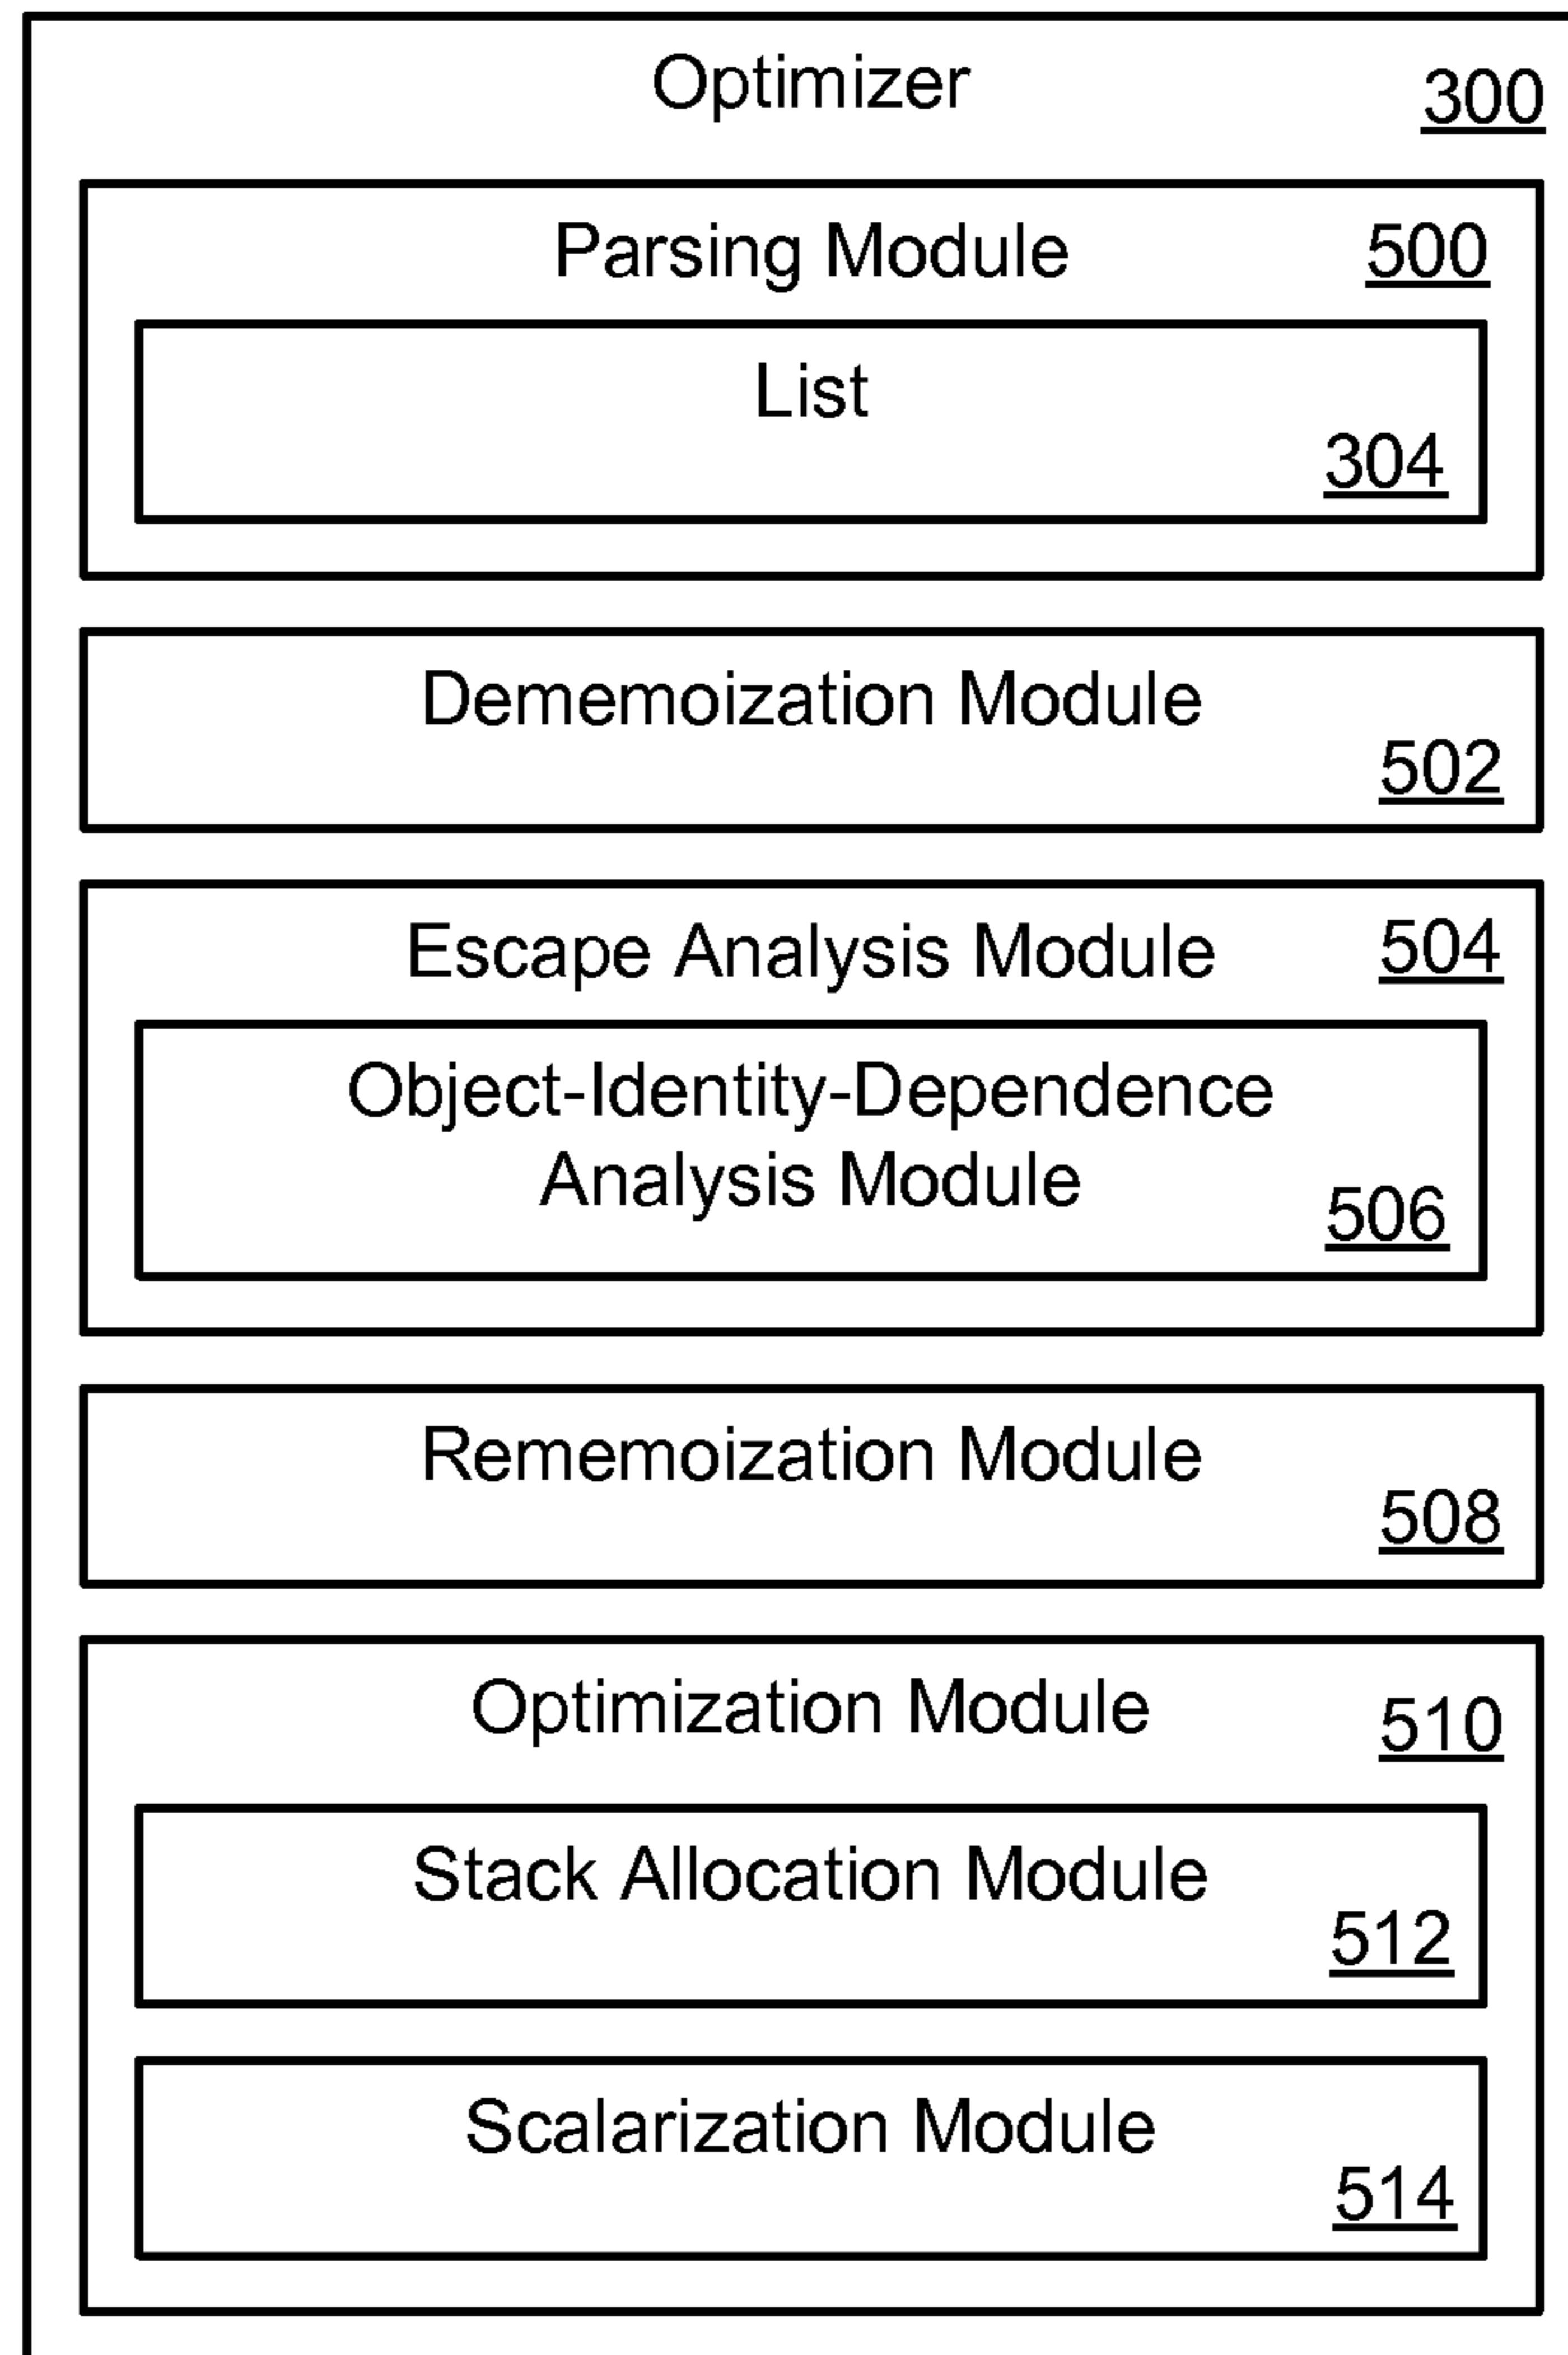 Optimizer
300
Parsing Module
500
List
304
Dememoization Module
502
Escape Analysis Module
504
Object-Identity-Dependence
Analysis Module
506
Rememoization Module
508
Optimization Module
510
Stack Allocation Module
512
Scalarization Module
514